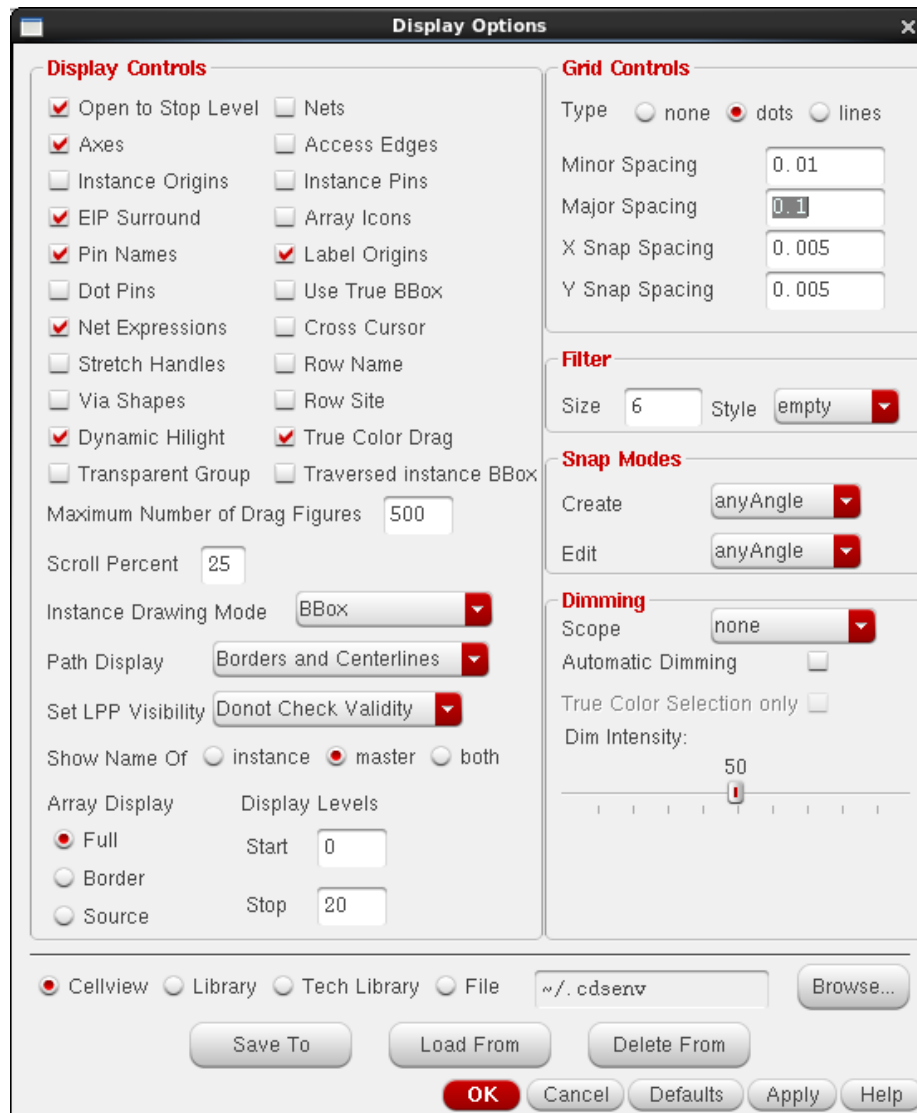 Display Options
Display Controls
Open to Stop Level Nets
Axes Access Edges
Instance Origins Instance Pins
EIP Surround Array Icons
Pin Names Label Origins
Dot Pins Use True BBox
Net Expressions Cross Cursor
Stretch Handles Row Name
Via Shapes Row Site
Dynamic Hilight True Color Drag
Transparent Group Traversed instance BBox
Maximum Number of Drag Figures 500
Scroll Percent 25
Instance Drawing Mode BBox
Path Display Borders and Centerlines
Set LPP Visibility Donot Check Validity
Show Name Of instance master both
Array Display Display Levels
Full Start 0
Border
Source Stop 20
Grid Controls
Type none dots lines
Minor Spacing 0.01
Major Spacing 0.1
X Snap Spacing 0.005
Y Snap Spacing 0.005
Filter
Size 6 Style empty
Snap Modes
Create anyAngle
Edit anyAngle
Dimming
Scope none
Automatic Dimming
True Color Selection only
Dim Intensity:
50
Cellview Library Tech Library File ~/.cdsenv Browse...
Save To Load From Delete From
OK Cancel Defaults Apply Help